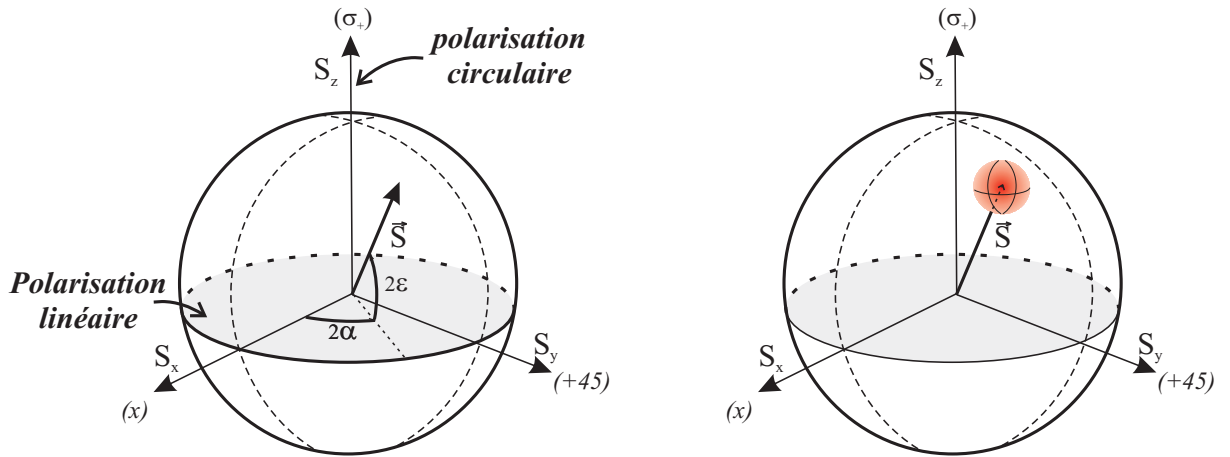 (σ₊)
polarisation
circulaire
S_z
S⃗
2ε
Polarisation
linéaire
2α
S_x
(x)
S_y
(+45)
(σ₊)
S_z
S⃗
S_x
(x)
S_y
(+45)